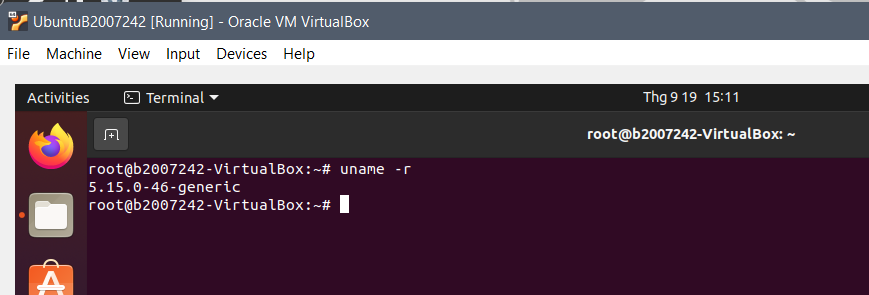 UbuntuB2007242 [Running] - Oracle VM VirtualBox
File Machine View Input Devices Help
Activities Terminal Thg 9 19 15:11
root@b2007242-VirtualBox: ~
root@b2007242-VirtualBox:~# uname -r
5.15.0-46-generic
root@b2007242-VirtualBox:~#